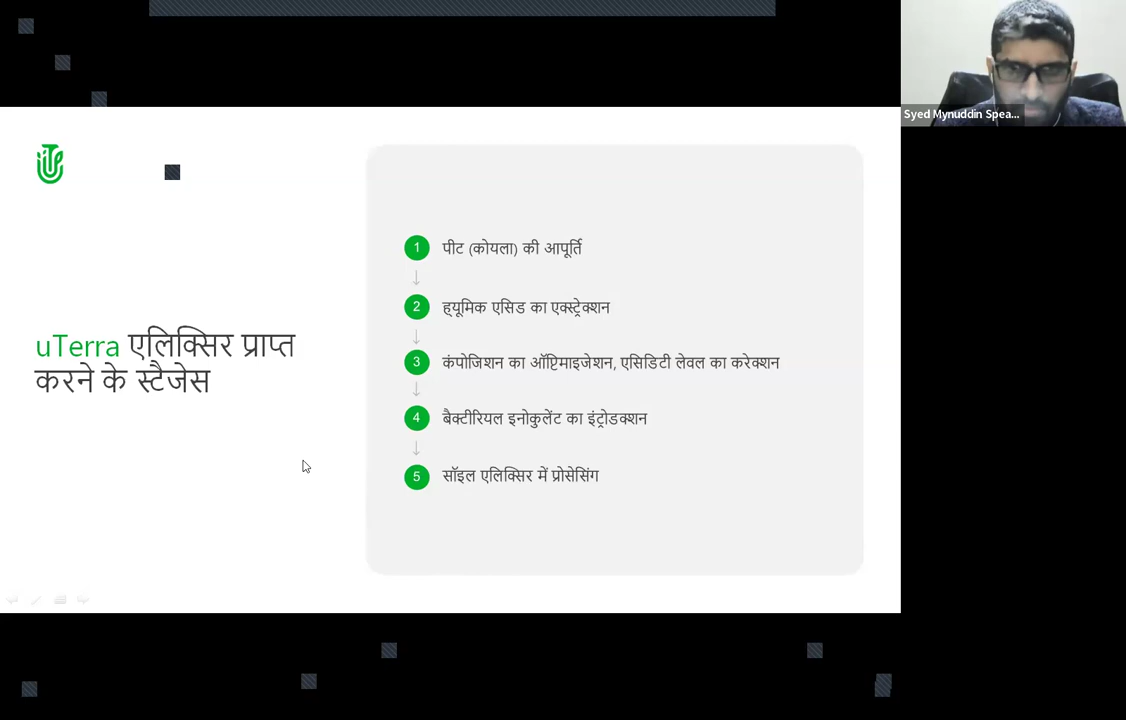 Syed Mynuddin Spea...
uTerra एलिक्सिर प्राप्त
करने के स्टैजेस
1 पीट (कोयला) की आपूर्ति
2 ह्यूमिक एसिड का एक्स्ट्रेक्शन
3 कंपोजिशन का ऑप्टिमाइजेशन, एसिडिटी लेवल का करेक्शन
4 बैक्टीरियल इनोकुलेंट का इंट्रोडक्शन
5 सॉइल एलिक्सिर में प्रोसेसिंग